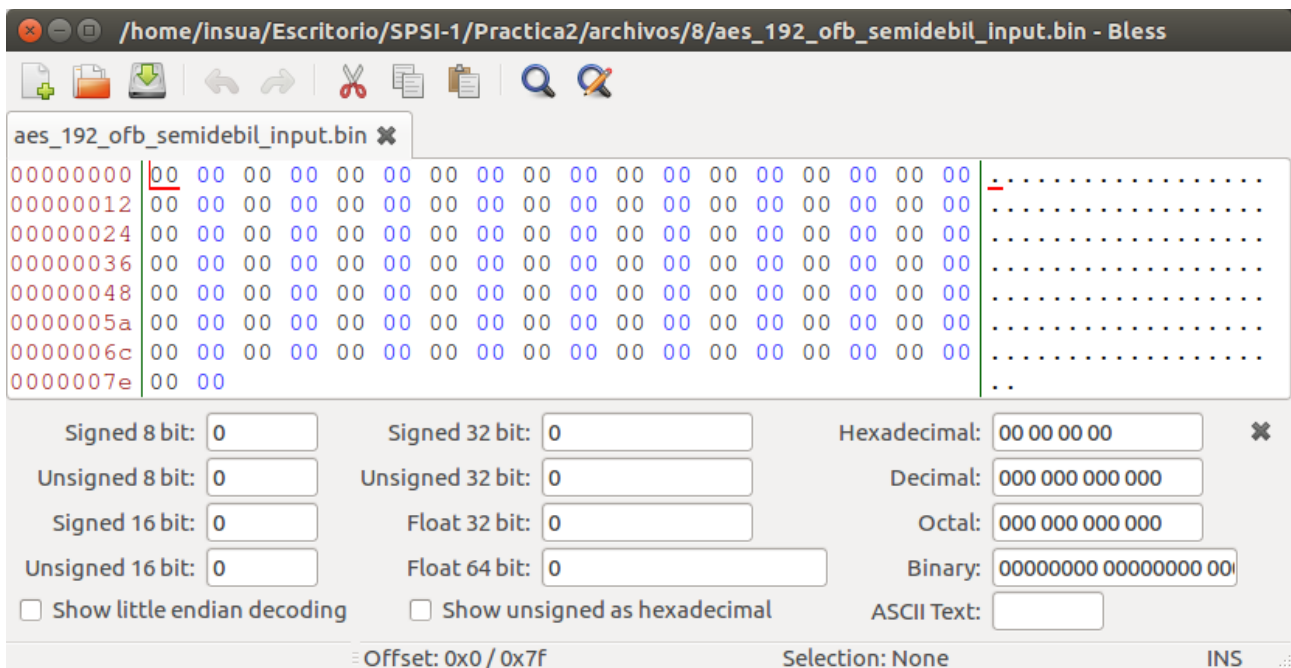 /home/insua/Escritorio/SPSI-1/Practica2/archivos/8/aes_192_ofb_semidebil_input.bin - Bless
aes_192_ofb_semidebil_input.bin
00000000 00 00 00 00 00 00 00 00 00 00 00 00 00 00 00 00 00 00 ..................
00000012 00 00 00 00 00 00 00 00 00 00 00 00 00 00 00 00 00 00 ..................
00000024 00 00 00 00 00 00 00 00 00 00 00 00 00 00 00 00 00 00 ..................
00000036 00 00 00 00 00 00 00 00 00 00 00 00 00 00 00 00 00 00 ..................
00000048 00 00 00 00 00 00 00 00 00 00 00 00 00 00 00 00 00 00 ..................
0000005a 00 00 00 00 00 00 00 00 00 00 00 00 00 00 00 00 00 00 ..................
0000006c 00 00 00 00 00 00 00 00 00 00 00 00 00 00 00 00 00 00 ..................
0000007e 00 00 ..
Signed 8 bit: 0 Signed 32 bit: 0 Hexadecimal: 00 00 00 00
Unsigned 8 bit: 0 Unsigned 32 bit: 0 Decimal: 000 000 000 000
Signed 16 bit: 0 Float 32 bit: 0 Octal: 000 000 000 000
Unsigned 16 bit: 0 Float 64 bit: 0 Binary: 00000000 00000000 00
Show little endian decoding Show unsigned as hexadecimal ASCII Text:
Offset: 0x0 / 0x7f Selection: None INS